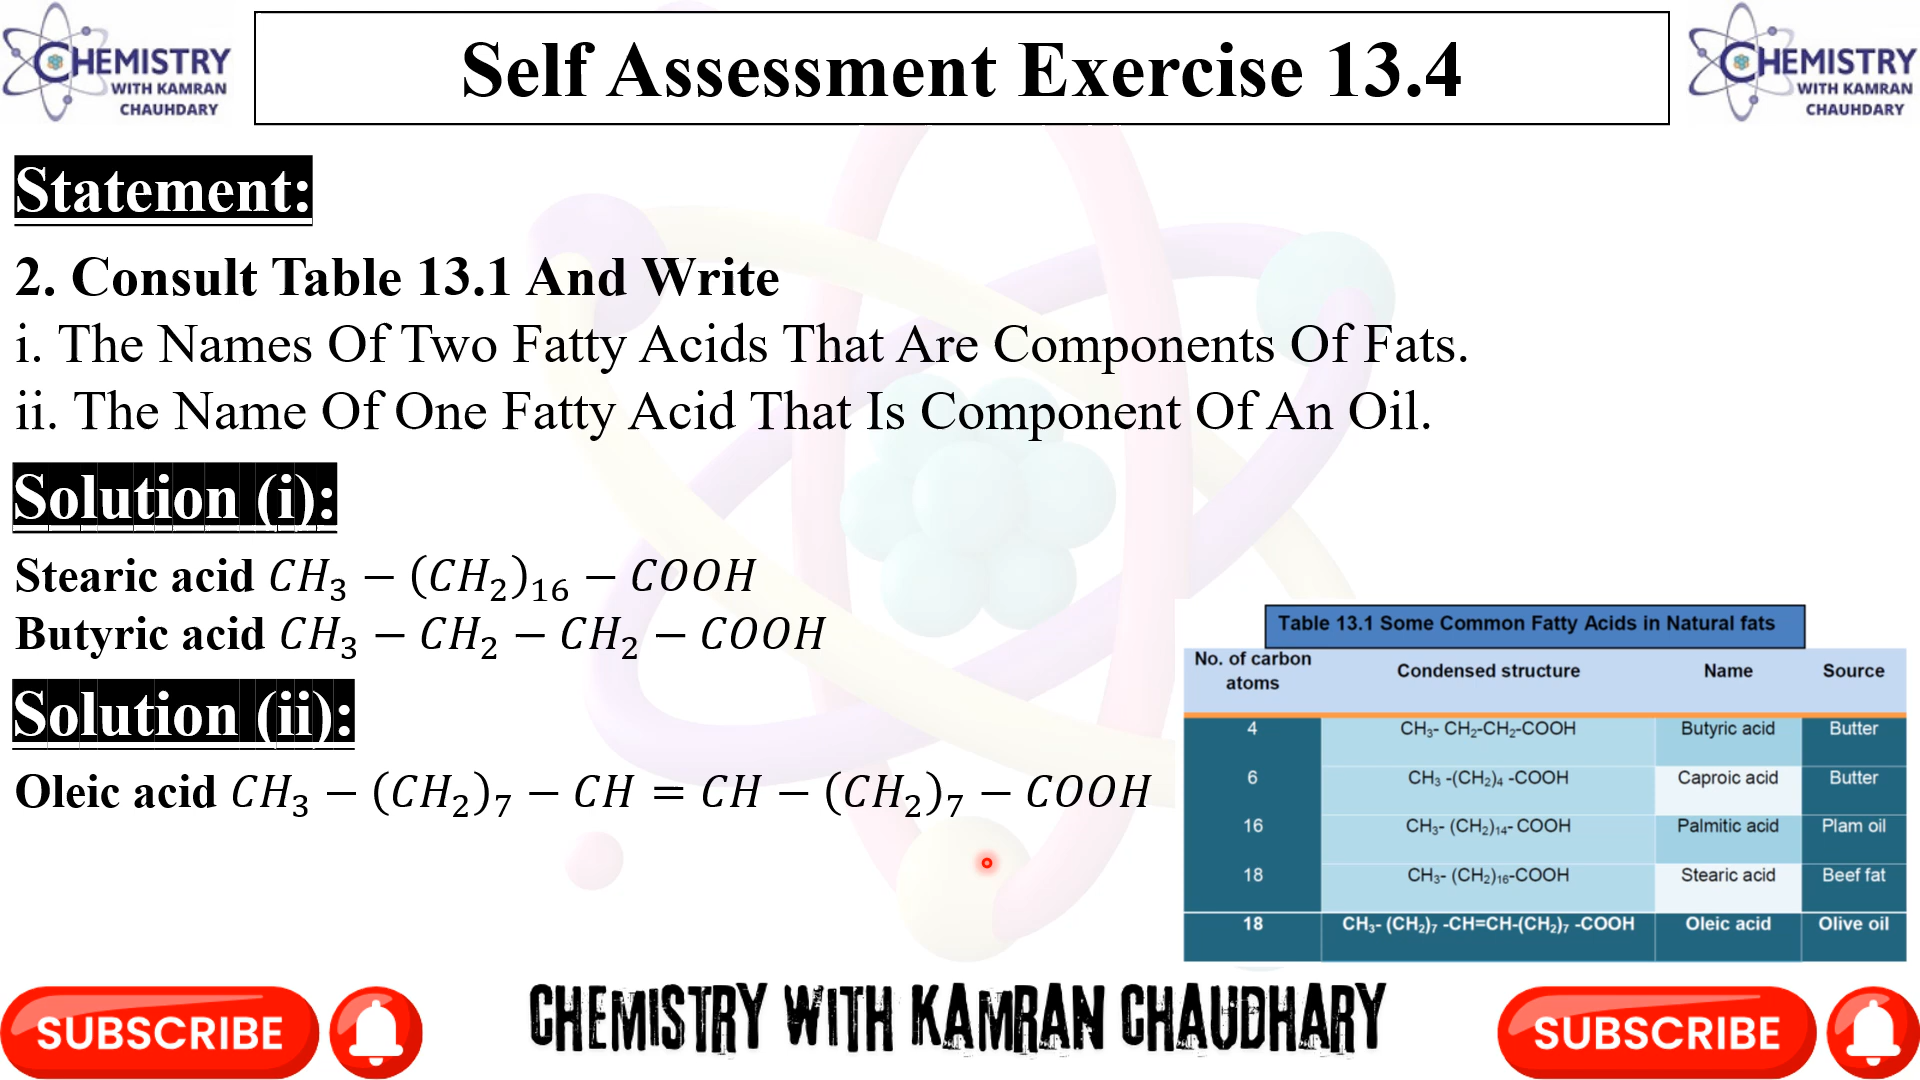 CHEMISTRY
WITH KAMRAN
CHAUHDARY
Self Assessment Exercise 13.4
CHEMISTRY
WITH KAMRAN
CHAUHDARY
Statement:
2. Consult Table 13.1 And Write
i. The Names Of Two Fatty Acids That Are Components Of Fats.
ii. The Name Of One Fatty Acid That Is Component Of An Oil.
Solution (i):
Stearic acid CH₃ − (CH₂)₁₆ − COOH
Butyric acid CH₃ − CH₂ − CH₂ − COOH
Solution (ii):
Oleic acid CH₃ − (CH₂)₇ − CH = CH − (CH₂)₇ − COOH
Table 13.1 Some Common Fatty Acids in Natural fats
No. of carbon atoms Condensed structure Name Source
4 CH₃- CH₂-CH₂-COOH Butyric acid Butter
6 CH₃ -(CH₂)₄ -COOH Caproic acid Butter
16 CH₃- (CH₂)₁₄- COOH Palmitic acid Plam oil
18 CH₃- (CH₂)₁₆-COOH Stearic acid Beef fat
18 CH₃- (CH₂)₇ -CH=CH-(CH₂)₇ -COOH Oleic acid Olive oil
SUBSCRIBE
CHEMISTRY WITH KAMRAN CHAUDHARY
SUBSCRIBE